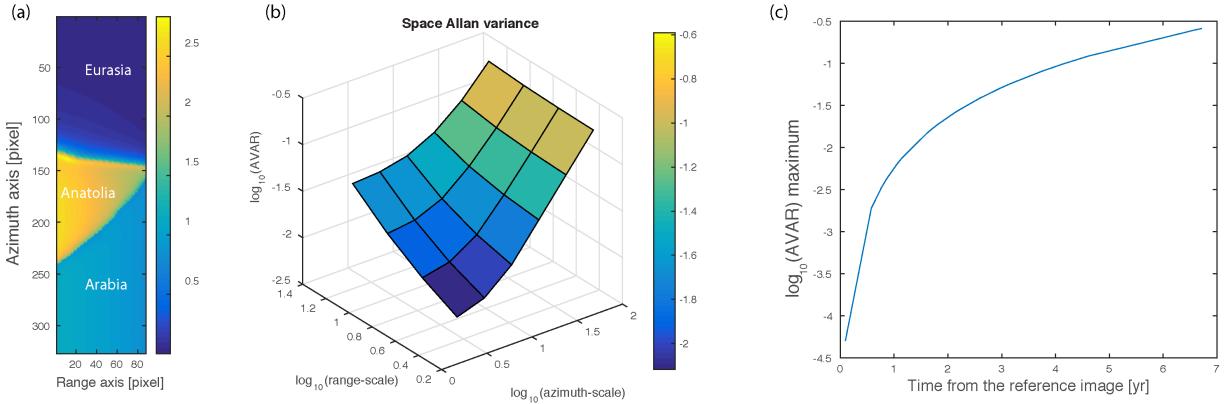 (a)
Eurasia
Anatolia
Arabia
50
100
150
200
250
300
20 40 60 80
Azimuth axis [pixel]
Range axis [pixel]
2.5
2
1.5
1
0.5
(b)
Space Allan variance
-0.5
-1
-1.5
-2
-2.5
log10(AVAR)
1.4
1.2
1
0.8
0.6
0.4
0.2
log10(range-scale)
0
0.5
1
1.5
2
log10(azimuth-scale)
-0.6
-0.8
-1
-1.2
-1.4
-1.6
-1.8
-2
(c)
-0.5
-1
-1.5
-2
-2.5
-3
-3.5
-4
-4.5
log10(AVAR) maximum
0 1 2 3 4 5 6 7
Time from the reference image [yr]